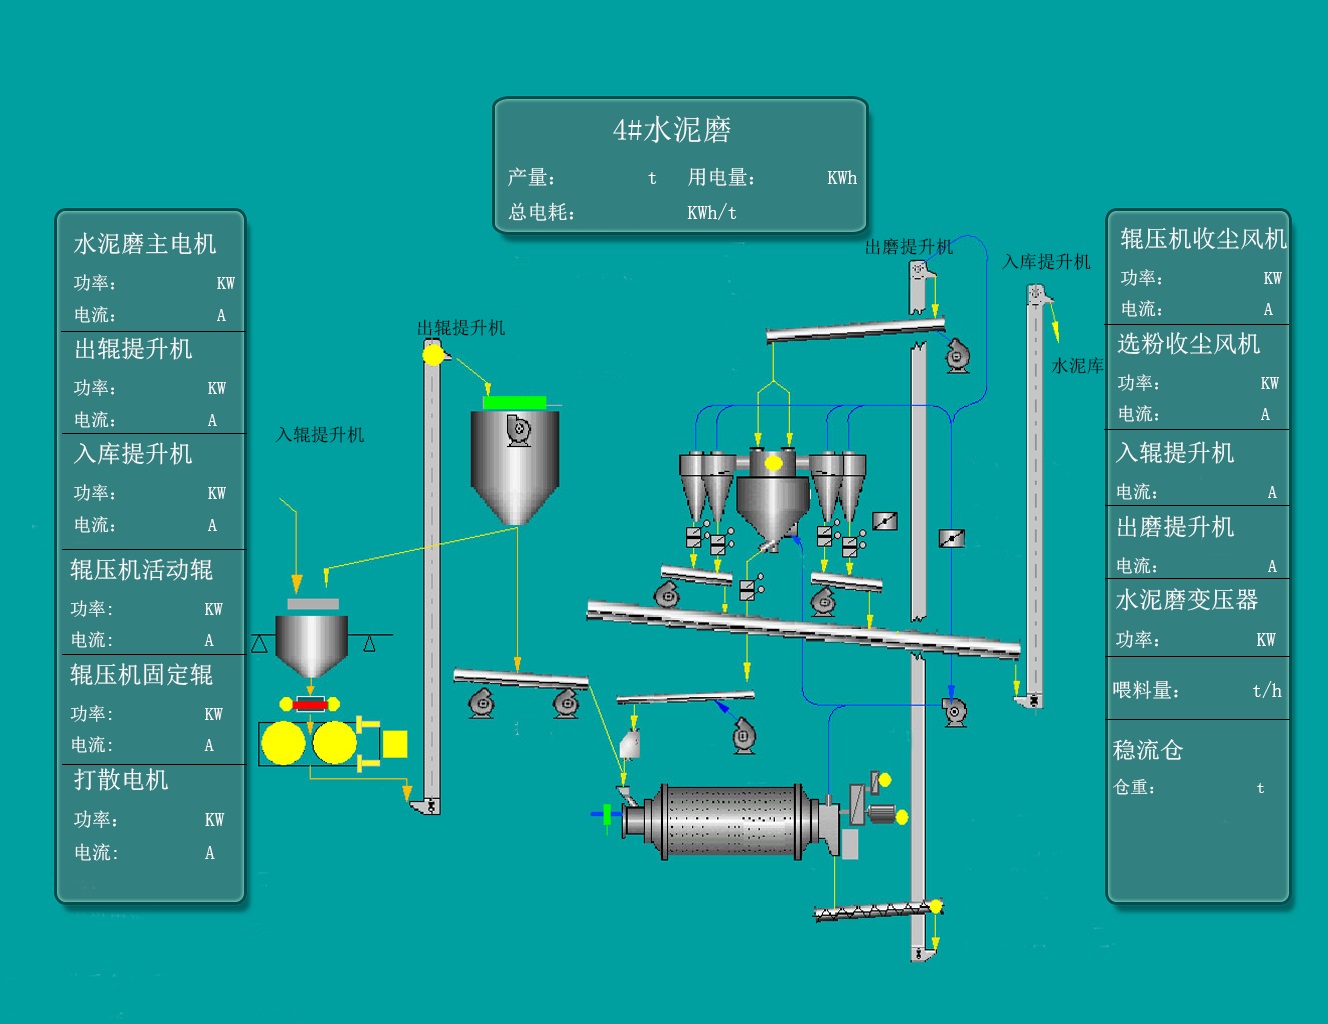 4#水泥磨
产量： t 用电量： KWh
总电耗： KWh/t
水泥磨主电机
功率： KW
电流： A
出辊提升机
功率： KW
电流： A
入库提升机
功率： KW
电流： A
辊压机活动辊
功率： KW
电流： A
辊压机固定辊
功率： KW
电流： A
打散电机
功率： KW
电流： A
入辊提升机
出辊提升机
出磨提升机
入库提升机
水泥库
辊压机收尘风机
功率： KW
电流： A
选粉收尘风机
功率： KW
电流： A
入辊提升机
电流： A
出磨提升机
电流： A
水泥磨变压器
功率： KW
喂料量： t/h
稳流仓
仓重： t